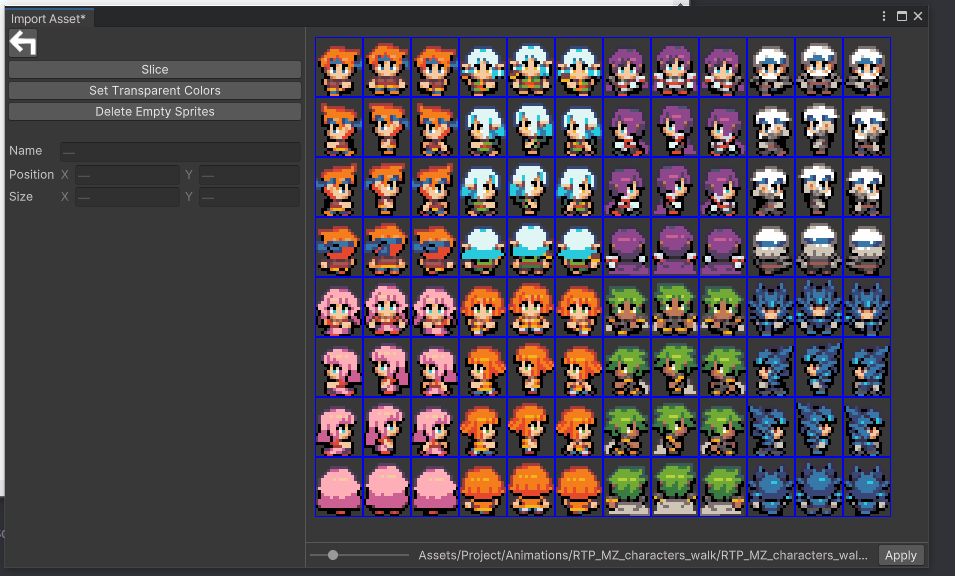 Import Asset*
Slice
Set Transparent Colors
Delete Empty Sprites
Name —
Position X — Y —
Size X — Y —
Assets/Project/Animations/RTP_MZ_characters_walk/RTP_MZ_characters_wal... Apply